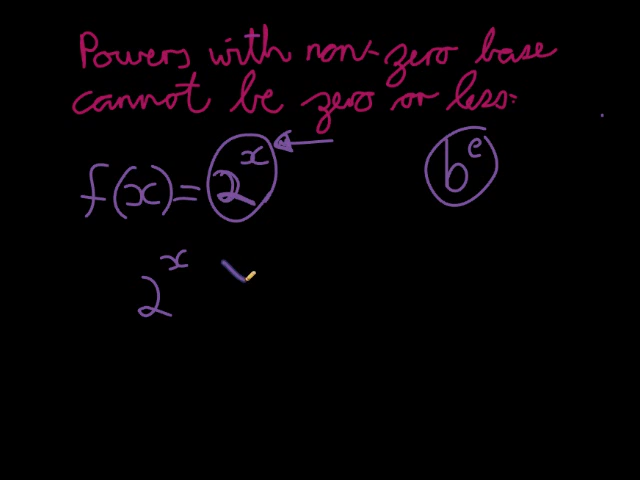 Powers with non-zero base
cannot be zero or less.
f(x) = 2^x
b^e
2^x